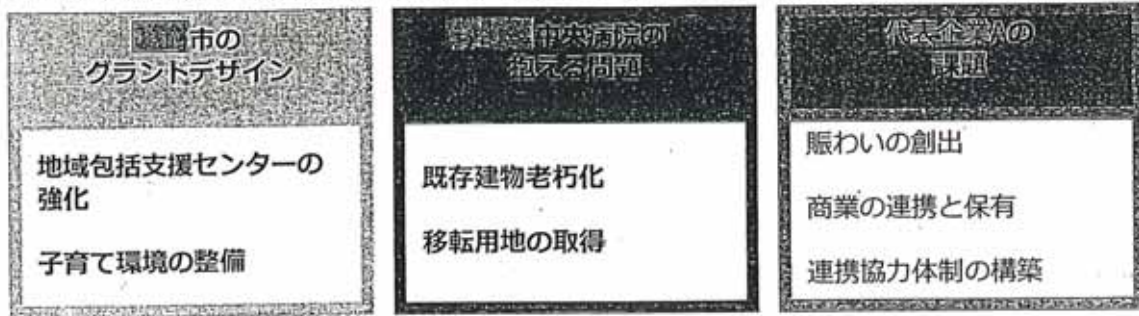 市の
グランドデザイン
地域包括支援センターの
強化
子育て環境の整備
市中央病院の
抱える問題
既存建物老朽化
移転用地の取得
代表企業Aの
課題
賑わいの創出
商業の連携と保有
連携協力体制の構築